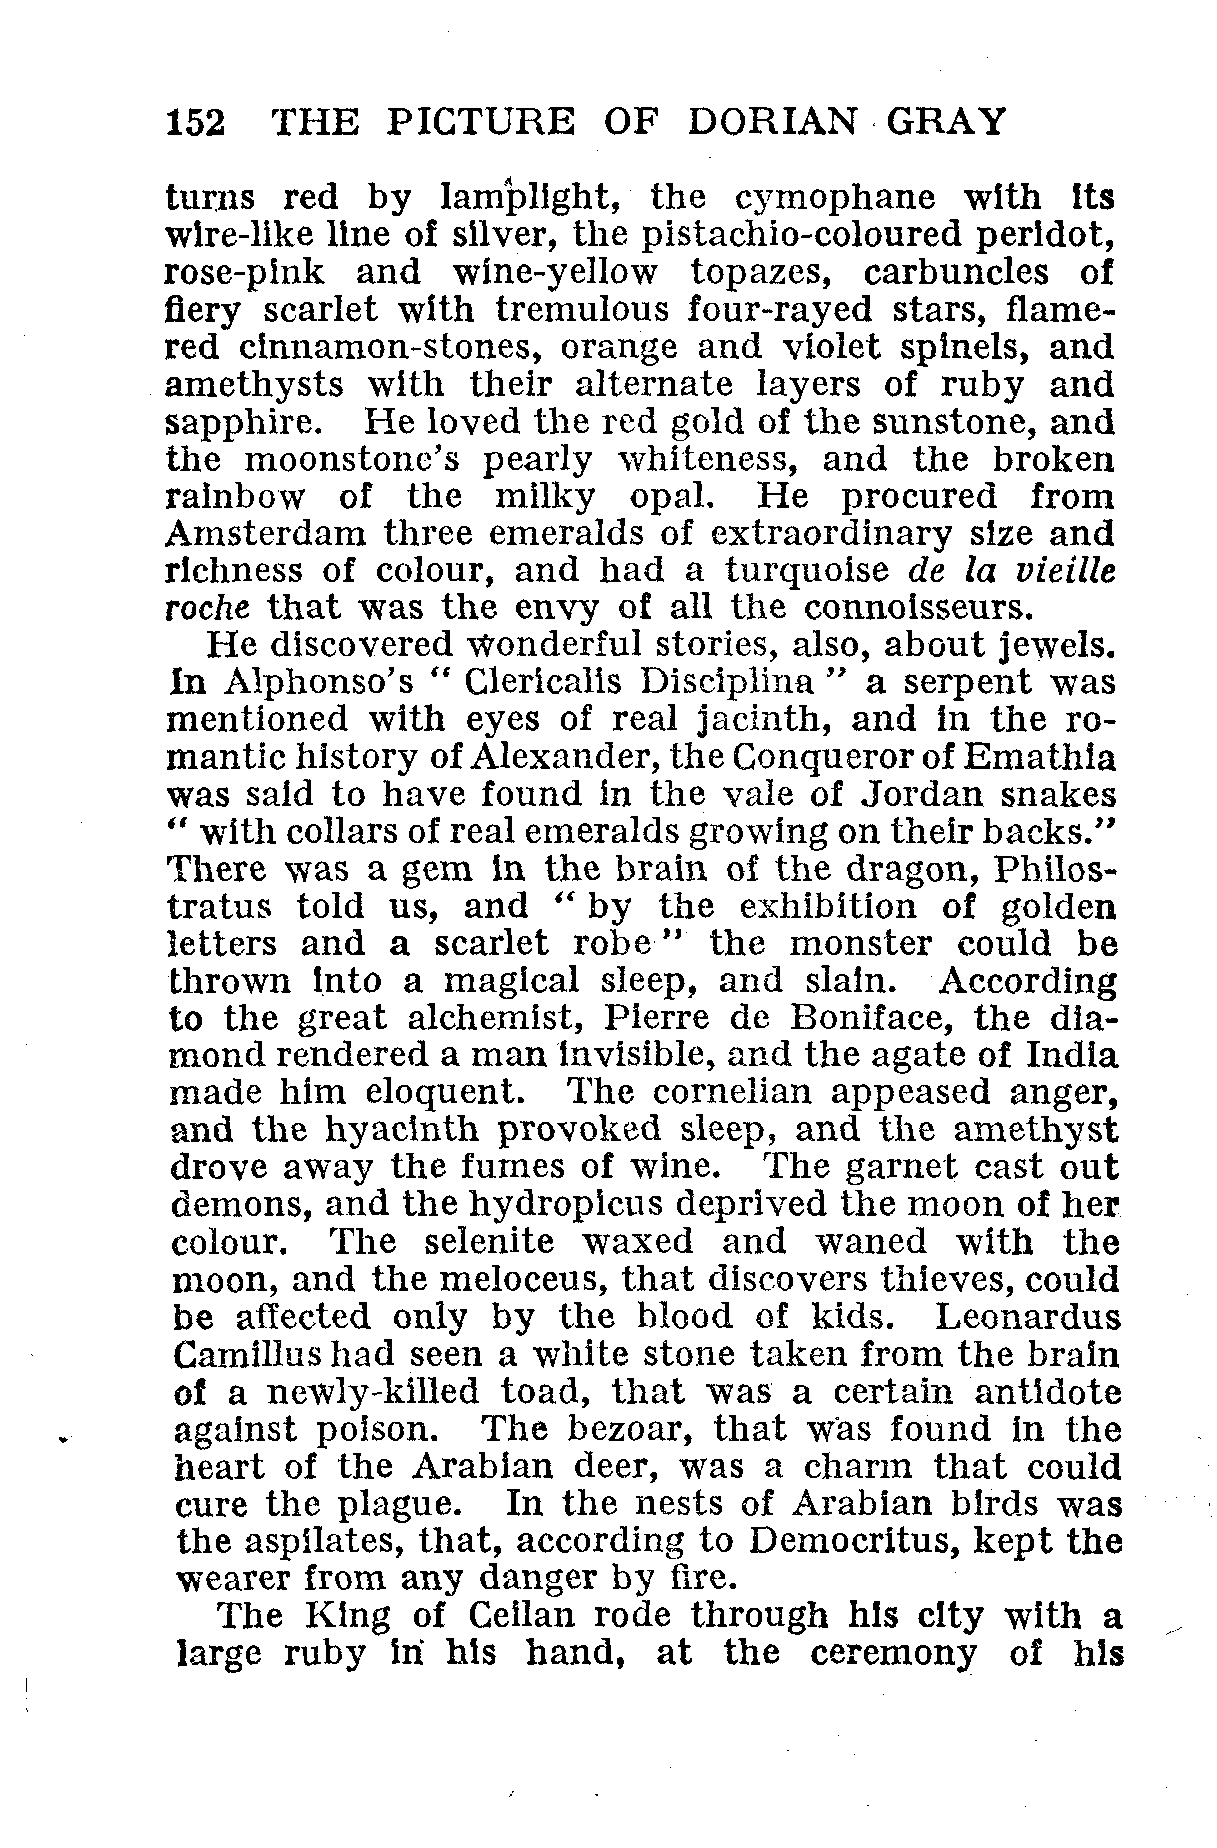 152 THE PICTURE OF DORIAN GRAY
turns red by lamplight, the cymophane with its
wire-like line of silver, the pistachio-coloured peridot,
rose-pink and wine-yellow topazes, carbuncles of
fiery scarlet with tremulous four-rayed stars, flame-
red cinnamon-stones, orange and violet spinels, and
amethysts with their alternate layers of ruby and
sapphire. He loved the red gold of the sunstone, and
the moonstone's pearly whiteness, and the broken
rainbow of the milky opal. He procured from
Amsterdam three emeralds of extraordinary size and
richness of colour, and had a turquoise de la vieille
roche that was the envy of all the connoisseurs.
He discovered wonderful stories, also, about jewels.
In Alphonso's “ Clericalis Disciplina ” a serpent was
mentioned with eyes of real jacinth, and in the ro-
mantic history of Alexander, the Conqueror of Emathia
was said to have found in the vale of Jordan snakes
“ with collars of real emeralds growing on their backs.”
There was a gem in the brain of the dragon, Philos-
tratus told us, and “ by the exhibition of golden
letters and a scarlet robe ” the monster could be
thrown into a magical sleep, and slain. According
to the great alchemist, Pierre de Boniface, the dia-
mond rendered a man invisible, and the agate of India
made him eloquent. The cornelian appeased anger,
and the hyacinth provoked sleep, and the amethyst
drove away the fumes of wine. The garnet cast out
demons, and the hydropicus deprived the moon of her
colour. The selenite waxed and waned with the
moon, and the meloceus, that discovers thieves, could
be affected only by the blood of kids. Leonardus
Camillus had seen a white stone taken from the brain
of a newly-killed toad, that was a certain antidote
against poison. The bezoar, that was found in the
heart of the Arabian deer, was a charm that could
cure the plague. In the nests of Arabian birds was
the aspilates, that, according to Democritus, kept the
wearer from any danger by fire.
The King of Ceilan rode through his city with a
large ruby in his hand, at the ceremony of his